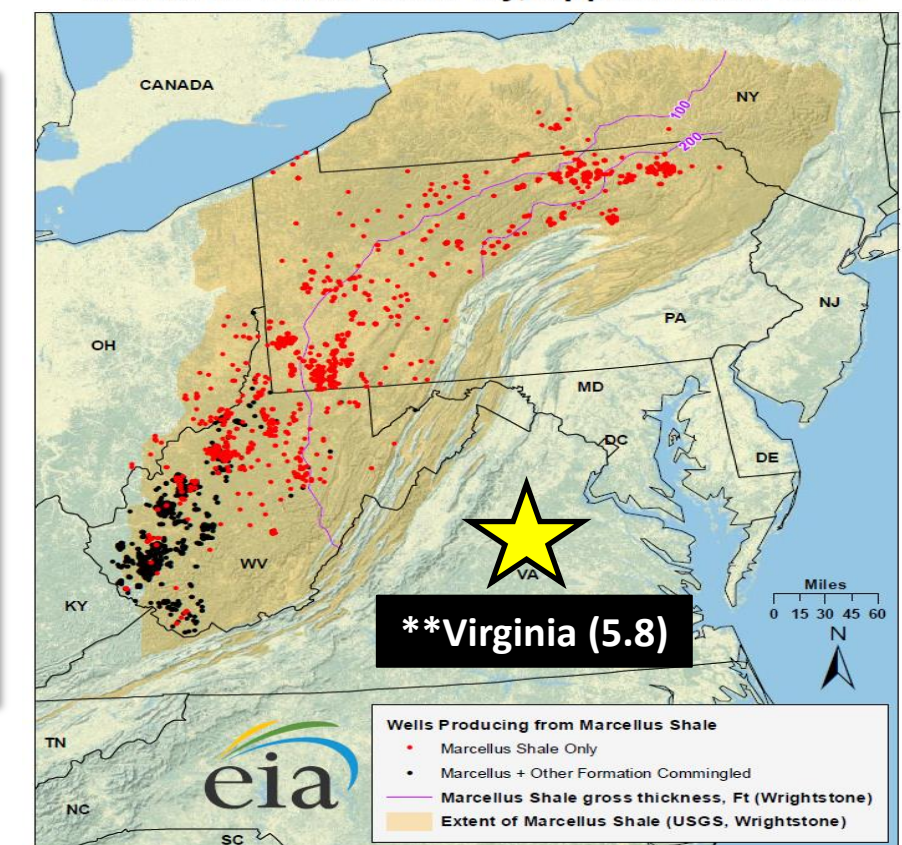 CANADA
NY
100
200
PA
NJ
OH
MD
DC
DE
WV
VA
KY
**Virginia (5.8)
Miles
0 15 30 45 60
N
TN
NC
SC
eia
Wells Producing from Marcellus Shale
Marcellus Shale Only
Marcellus + Other Formation Commingled
Marcellus Shale gross thickness, Ft (Wrightstone)
Extent of Marcellus Shale (USGS, Wrightstone)